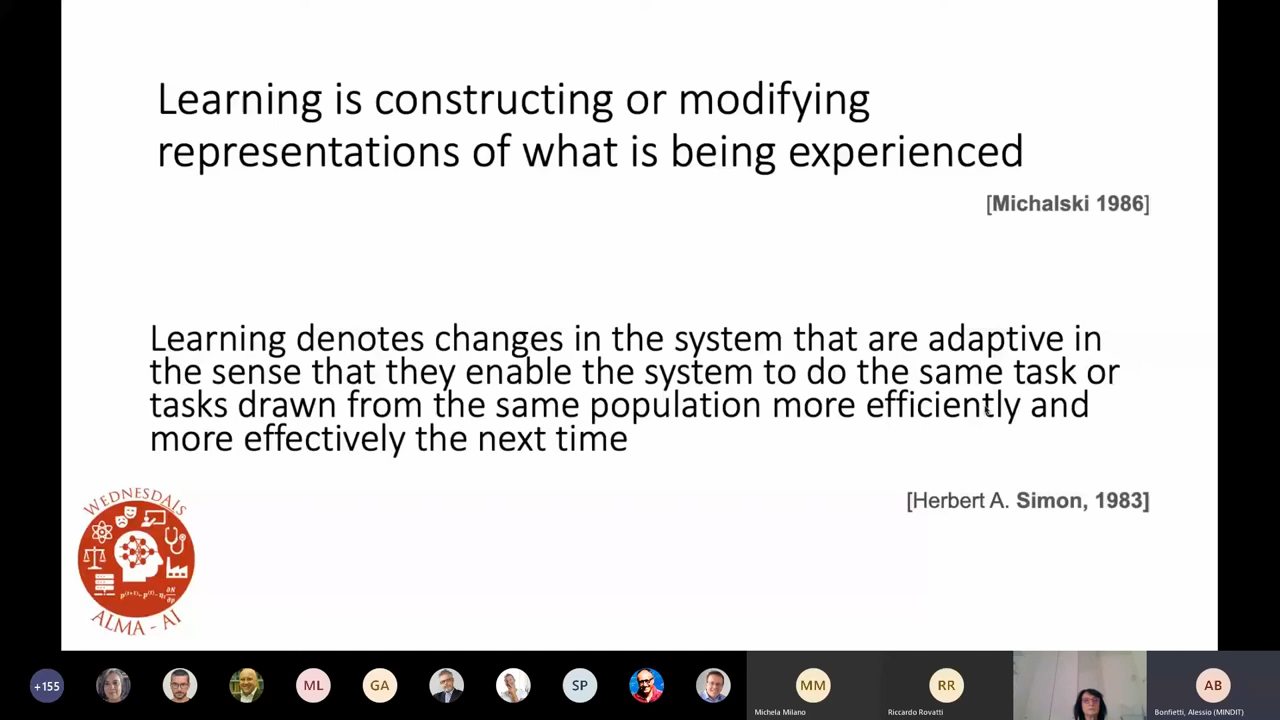 Learning is constructing or modifying
representations of what is being experienced
[Michalski 1986]
Learning denotes changes in the system that are adaptive in
the sense that they enable the system to do the same task or
tasks drawn from the same population more efficiently and
more effectively the next time
[Herbert A. Simon, 1983]
WEDNESDAIS
ALMA - AI
+155
ML
GA
SP
MM
Michela Milano
RR
Riccardo Rovatti
AB
Bonfietti, Alessio (MINDIT)